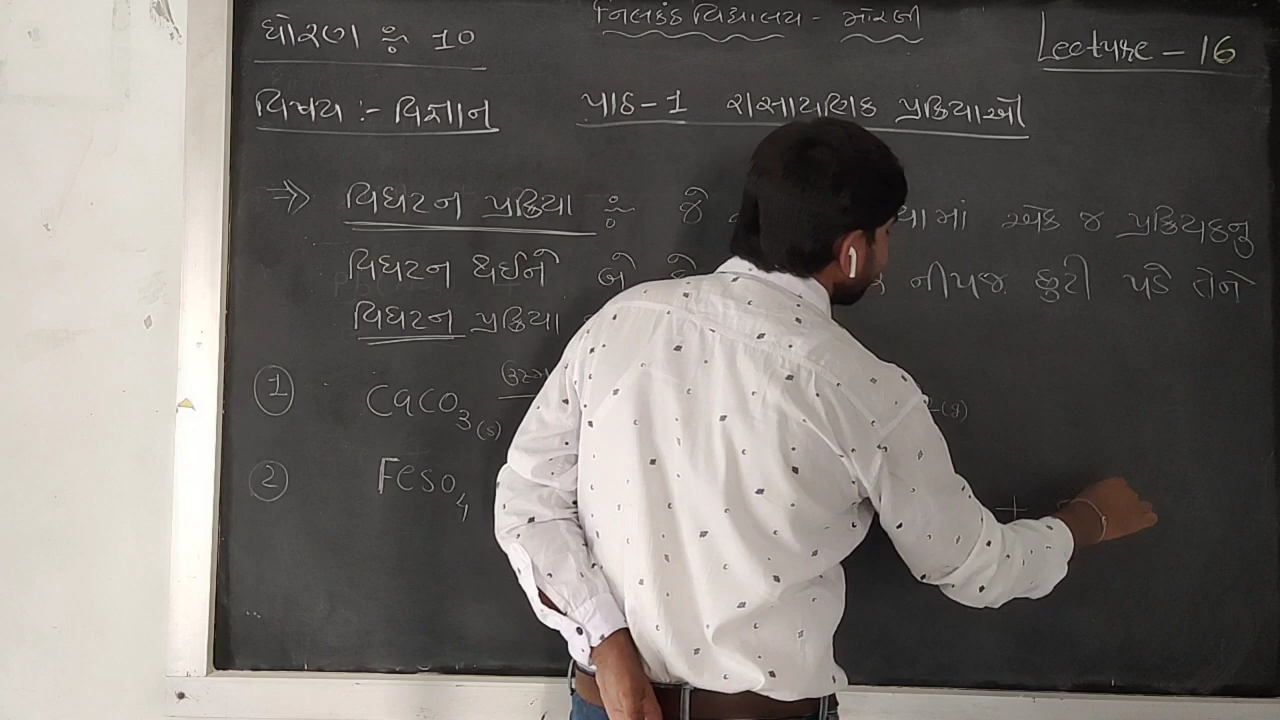 નિલકંઠ વિદ્યાલય - મોરબી
ધોરણ ઃ~ 10
Lecture - 16
વિષય :- વિજ્ઞાન
પાઠ-1 રાસાયણિક પ્રક્રિયાઓ
⇒ વિઘટન પ્રક્રિયા ઃ~ જે માં એક જ પ્રક્રિયકનુ
વિઘટન થઈને બે નીપજ છુટી પડે તેને
વિઘટન પ્રક્રિયા
① CaCO₃(s) (g)
② FeSO₄ +